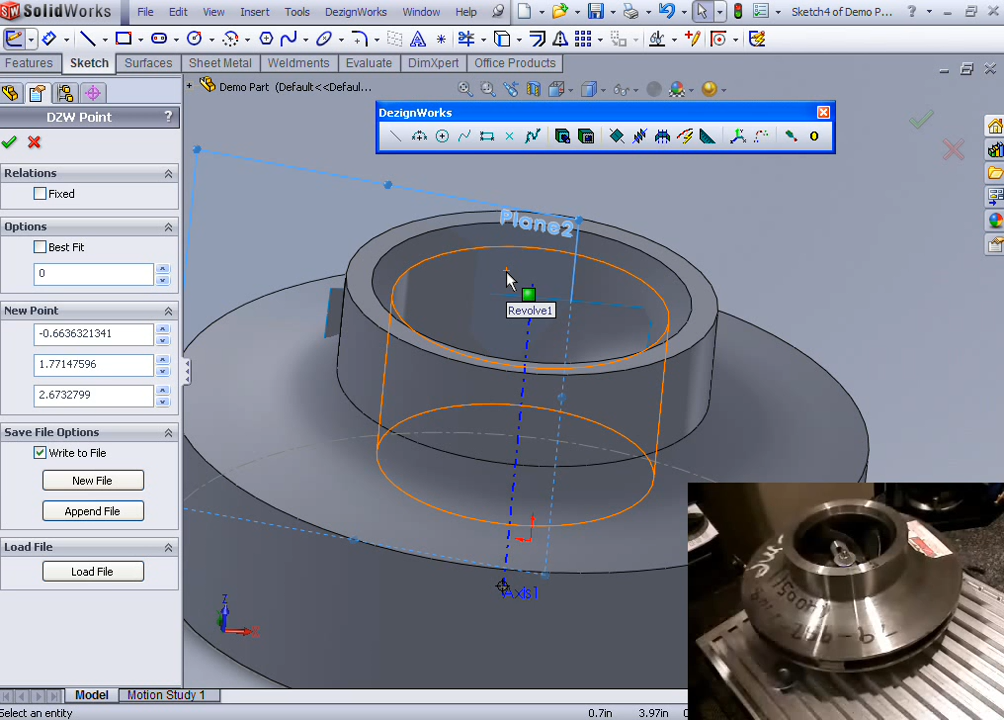 SolidWorks File Edit View Insert Tools DezignWorks Window Help Sketch4 of Demo P... ?
Features Sketch Surfaces Sheet Metal Weldments Evaluate DimXpert Office Products
Demo Part (Default<<Defaul...
DezignWorks
DZW Point ?
Relations
Fixed
Options
Best Fit
0
New Point
-0.6636321341
1.77147596
2.6732799
Save File Options
Write to File
New File
Append File
Load File
Load File
Plane2
Revolve1
Axis1
Z
Model Motion Study 1
Select an entity 0.7in 3.97in